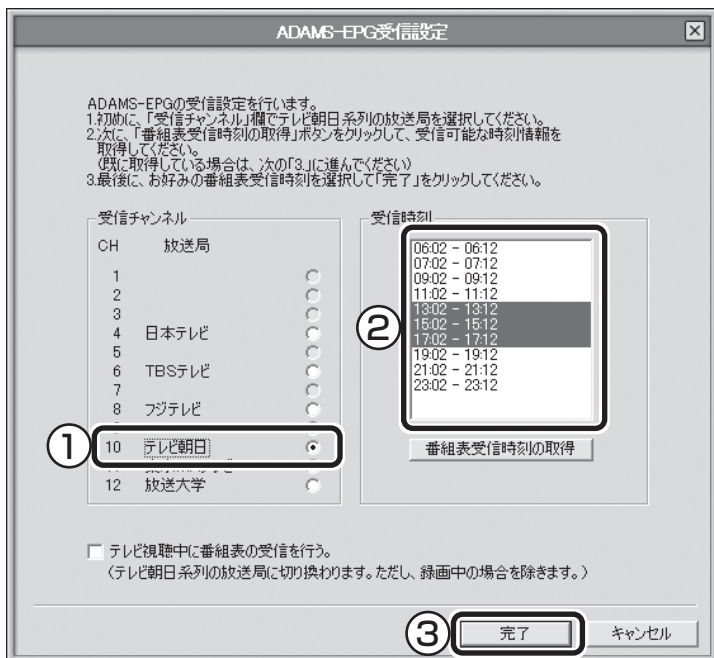 ADAMS-EPG受信設定
ADAMS-EPGの受信設定を行います。
1.初めに、「受信チャンネル」欄でテレビ朝日系列の放送局を選択してください。
2.次に、「番組表受信時刻の取得」ボタンをクリックして、受信可能な時刻情報を
取得してください。
(既に取得している場合は、次の「3.」に進んでください)
3.最後に、お好みの番組表受信時刻を選択して「完了」をクリックしてください。
受信チャンネル
CH 放送局
1
2
3
4 日本テレビ
5
6 TBSテレビ
7
8 フジテレビ
① 10 テレビ朝日
12 放送大学
受信時刻
②
06:02 - 06:12
07:02 - 07:12
09:02 - 09:12
11:02 - 11:12
13:02 - 13:12
15:02 - 15:12
17:02 - 17:12
19:02 - 19:12
21:02 - 21:12
23:02 - 23:12
番組表受信時刻の取得
テレビ視聴中に番組表の受信を行う。
(テレビ朝日系列の放送局に切り換わります。ただし、録画中の場合を除きます。)
③ 完了
キャンセル